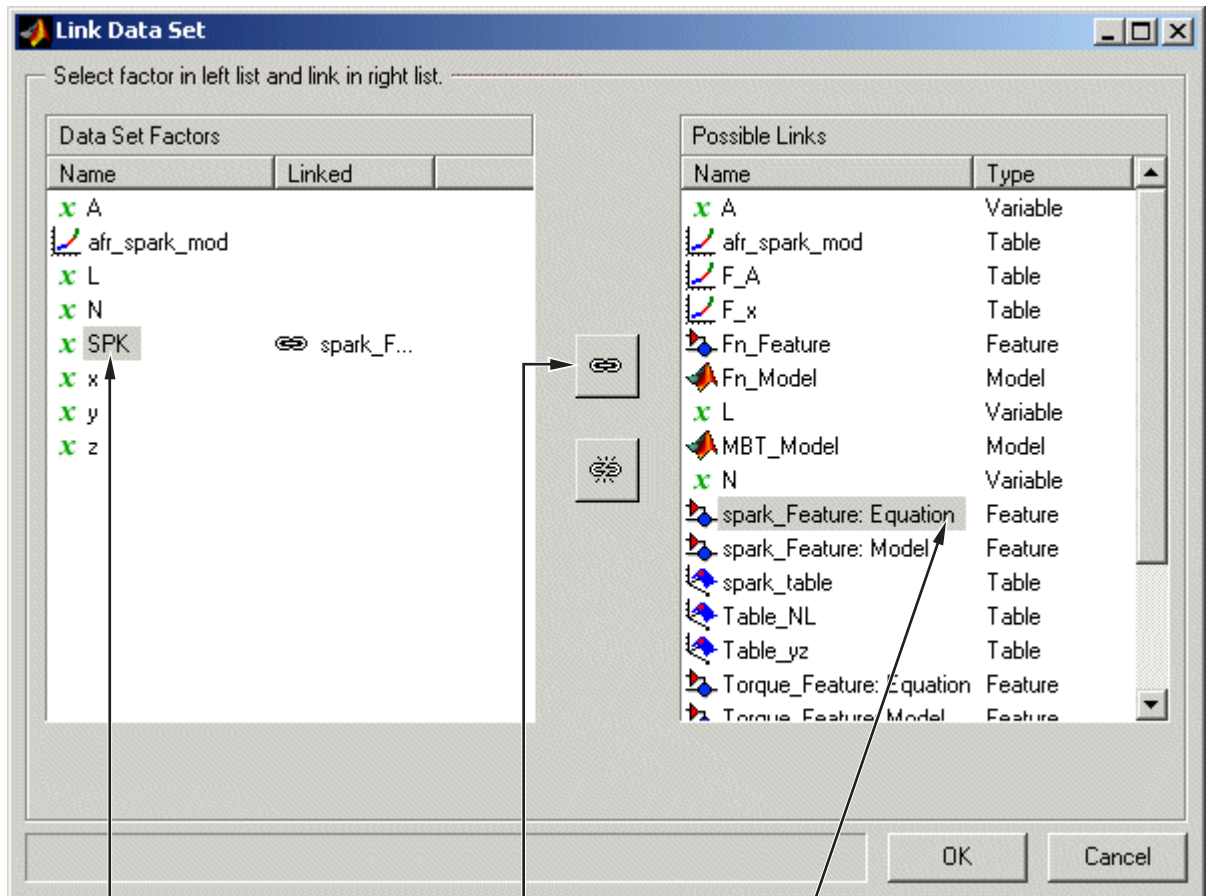 Link Data Set
Select factor in left list and link in right list.
Data Set Factors
Name Linked
x A
afr_spark_mod
x L
x N
x SPK spark_F...
x x
x y
x z
Possible Links
Name Type
x A Variable
afr_spark_mod Table
F_A Table
F_x Table
Fn_Feature Feature
Fn_Model Model
x L Variable
MBT_Model Model
x N Variable
spark_Feature: Equation Feature
spark_Feature: Model Feature
spark_table Table
Table_NL Table
Table_yz Table
Torque_Feature: Equation Feature
Torque_Feature: Model Feature
OK Cancel